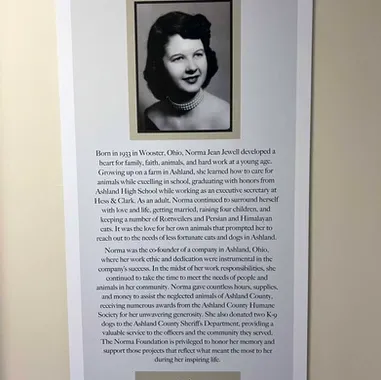 Born in 1933 in Wooster, Ohio, Norma Jean Jewell developed a
heart for family, faith, animals, and hard work at a young age.
Growing up on a farm in Ashland, she learned how to care for
animals while excelling in school, graduating with honors from
Ashland High School while working as an executive secretary at
Hess & Clark. As an adult, Norma continued to surround herself
with love and life, getting married, raising four children, and
keeping a number of Rottweilers and Persian and Himalayan
cats. It was the love for her own animals that prompted her to
reach out to the needs of less fortunate cats and dogs in Ashland.
Norma was the co-founder of a company in Ashland, Ohio,
where her work ethic and dedication were instrumental in the
company's success. In the midst of her work responsibilities, she
continued to take the time to meet the needs of people and
animals in her community. Norma gave countless hours, supplies,
and money to assist the neglected animals of Ashland County,
receiving numerous awards from the Ashland County Humane
Society for her unwavering generosity. She also donated two K-9
dogs to the Ashland County Sheriff's Department, providing a
valuable service to the officers and the community they served.
The Norma Foundation is privileged to honor her memory and
support those projects that reflect what meant the most to her
during her inspiring life.